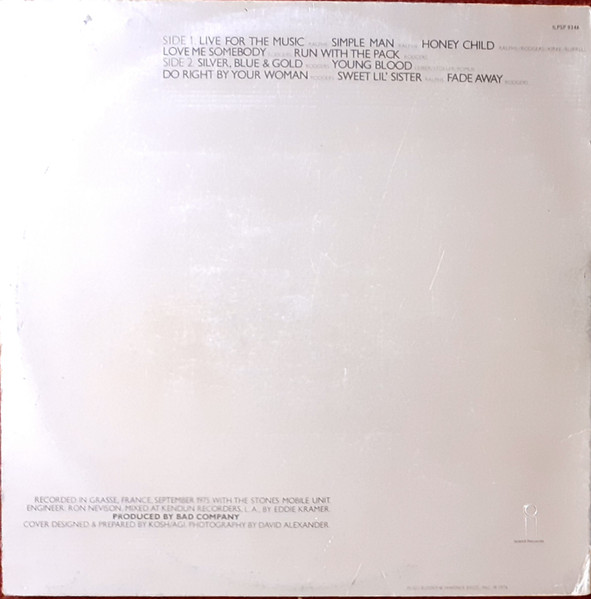 ILPSP 9346
SIDE 1. LIVE FOR THE MUSIC SIMPLE MAN HONEY CHILD
LOVE ME SOMEBODY RUN WITH THE PACK
SIDE 2. SILVER, BLUE & GOLD YOUNG BLOOD
DO RIGHT BY YOUR WOMAN SWEET LIL' SISTER FADE AWAY
RECORDED IN GRASSE, FRANCE, SEPTEMBER 1975 WITH THE STONES MOBILE UNIT.
ENGINEER: RON NEVISON. MIXED AT KENDUN RECORDERS, L.A., BY EDDIE KRAMER.
PRODUCED BY BAD COMPANY
COVER DESIGNED & PREPARED BY KOSH/AGI. PHOTOGRAPHY BY DAVID ALEXANDER.